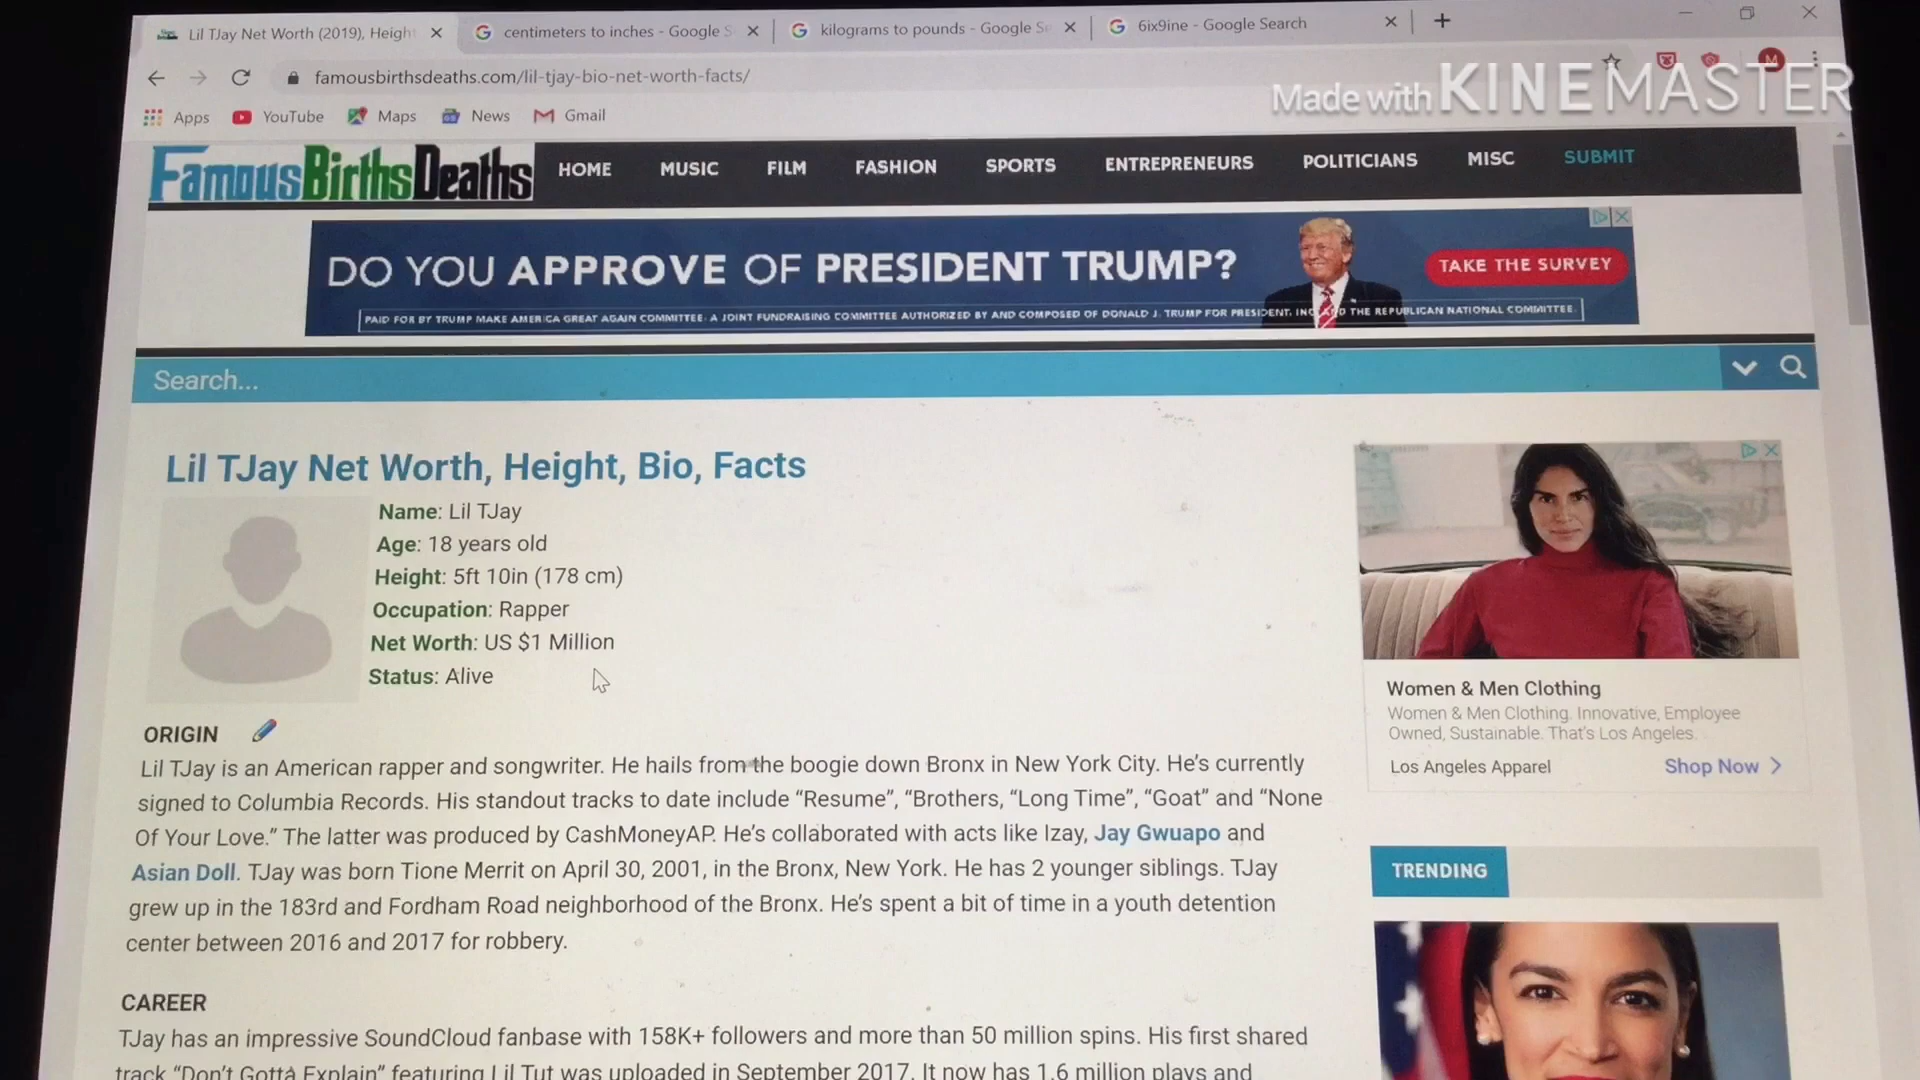 Lil TJay Net Worth (2019), Height
centimeters to inches - Google S
kilograms to pounds - Google Se
6ix9ine - Google Search
famousbirthsdeaths.com/lil-tjay-bio-net-worth-facts/
M
Made with KINEMASTER
Apps YouTube Maps News Gmail
FamousBirthsDeaths HOME MUSIC FILM FASHION SPORTS ENTREPRENEURS POLITICIANS MISC SUBMIT
DO YOU APPROVE OF PRESIDENT TRUMP?
TAKE THE SURVEY
PAID FOR BY TRUMP MAKE AMERICA GREAT AGAIN COMMITTEE. A JOINT FUNDRAISING COMMITTEE AUTHORIZED BY AND COMPOSED OF DONALD J. TRUMP FOR PRESIDENT, INC. AND THE REPUBLICAN NATIONAL COMMITTEE.
Search...
Lil TJay Net Worth, Height, Bio, Facts
Name: Lil TJay
Age: 18 years old
Height: 5ft 10in (178 cm)
Occupation: Rapper
Net Worth: US $1 Million
Status: Alive
ORIGIN
Lil TJay is an American rapper and songwriter. He hails from the boogie down Bronx in New York City. He's currently
signed to Columbia Records. His standout tracks to date include “Resume”, “Brothers, “Long Time”, “Goat” and “None
Of Your Love.” The latter was produced by CashMoneyAP. He's collaborated with acts like Izay, Jay Gwuapo and
Asian Doll. TJay was born Tione Merrit on April 30, 2001, in the Bronx, New York. He has 2 younger siblings. TJay
grew up in the 183rd and Fordham Road neighborhood of the Bronx. He's spent a bit of time in a youth detention
center between 2016 and 2017 for robbery.
CAREER
TJay has an impressive SoundCloud fanbase with 158K+ followers and more than 50 million spins. His first shared
track “Don't Gotta Explain” featuring Lil Tut was uploaded in September 2017. It now has 1.6 million plays and
Women & Men Clothing
Women & Men Clothing. Innovative, Employee
Owned, Sustainable. That's Los Angeles.
Los Angeles Apparel Shop Now
TRENDING